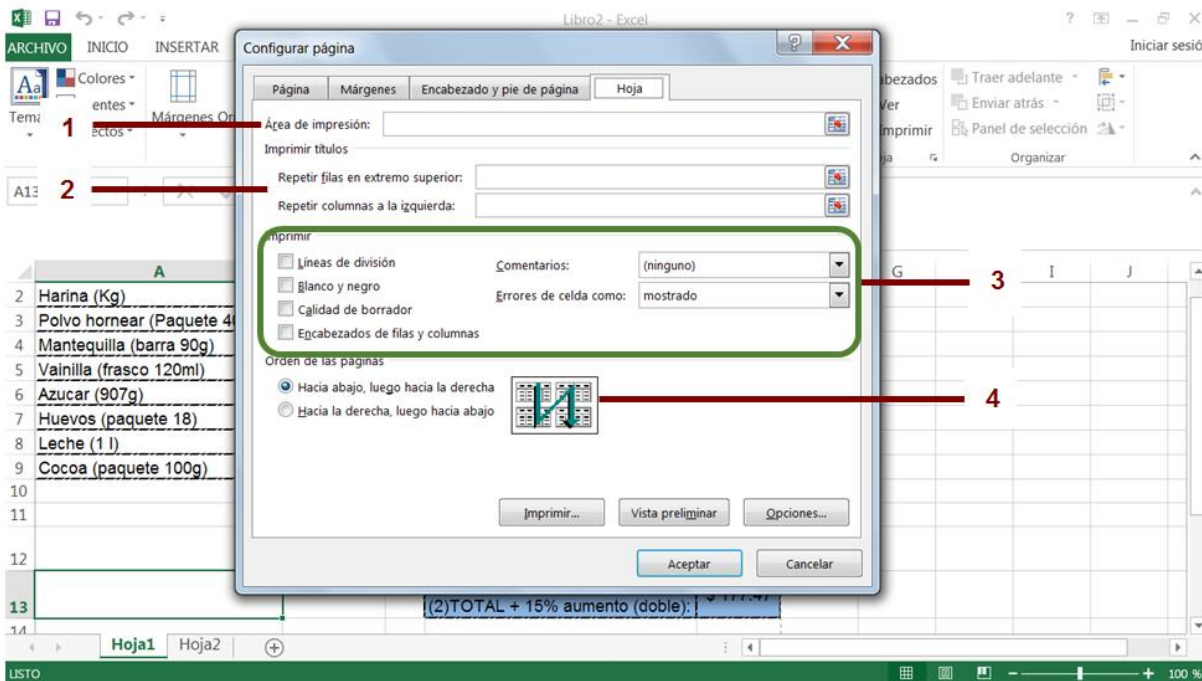 Libro2 - Excel
ARCHIVO INICIO INSERTAR
Iniciar sesió
Configurar página
Página Márgenes Encabezado y pie de página Hoja
Colores
Márgenes
Traer adelante
Enviar atrás
Panel de selección
Organizar
1
Área de impresión:
Imprimir títulos
2
Repetir filas en extremo superior:
Repetir columnas a la izquierda:
Imprimir
Líneas de división
Blanco y negro
Calidad de borrador
Encabezados de filas y columnas
Comentarios: (ninguno)
Errores de celda como: mostrado
3
Orden de las páginas
Hacia abajo, luego hacia la derecha
Hacia la derecha, luego hacia abajo
4
Imprimir... Vista preliminar Opciones...
Aceptar Cancelar
A G I J
2 Harina (Kg)
3 Polvo hornear (Paquete
4 Mantequilla (barra 90g)
5 Vainilla (frasco 120ml)
6 Azucar (907g)
7 Huevos (paquete 18)
8 Leche (1 l)
9 Cocoa (paquete 100g)
10
11
12
13 (2)TOTAL + 15% aumento (doble):
14
Hoja1 Hoja2
LISTO 100 %